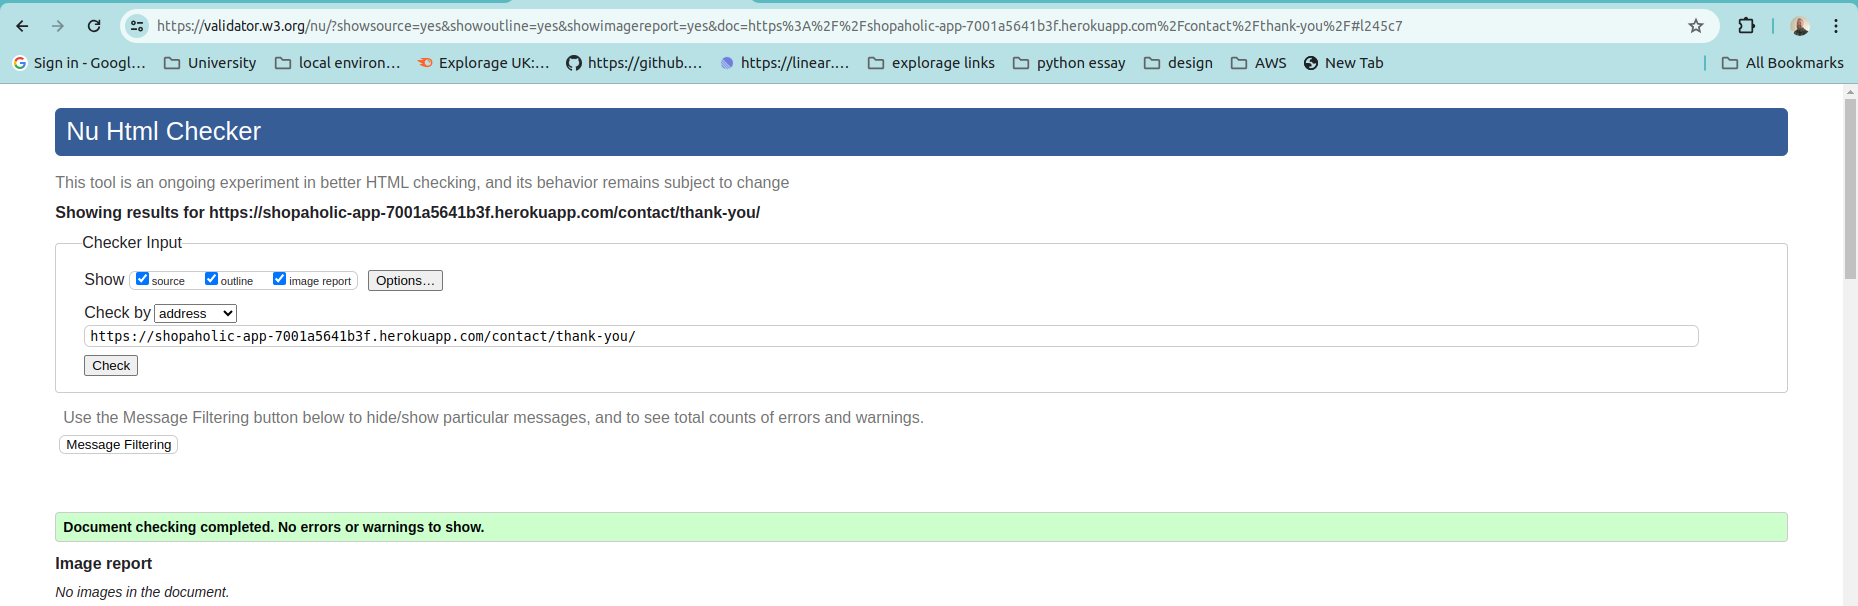 https://validator.w3.org/nu/?showsource=yes&showoutline=yes&showimagereport=yes&doc=https%3A%2F%2Fshopaholic-app-7001a5641b3f.herokuapp.com%2Fcontact%2Fthank-you%2F#l245c7
Sign in - Googl... University local environ... Explorage UK:... https://github.... https://linear.... explorage links python essay design AWS New Tab All Bookmarks
Nu Html Checker
This tool is an ongoing experiment in better HTML checking, and its behavior remains subject to change
Showing results for https://shopaholic-app-7001a5641b3f.herokuapp.com/contact/thank-you/
Checker Input
Show source outline image report Options...
Check by address
https://shopaholic-app-7001a5641b3f.herokuapp.com/contact/thank-you/
Check
Use the Message Filtering button below to hide/show particular messages, and to see total counts of errors and warnings.
Message Filtering
Document checking completed. No errors or warnings to show.
Image report
No images in the document.